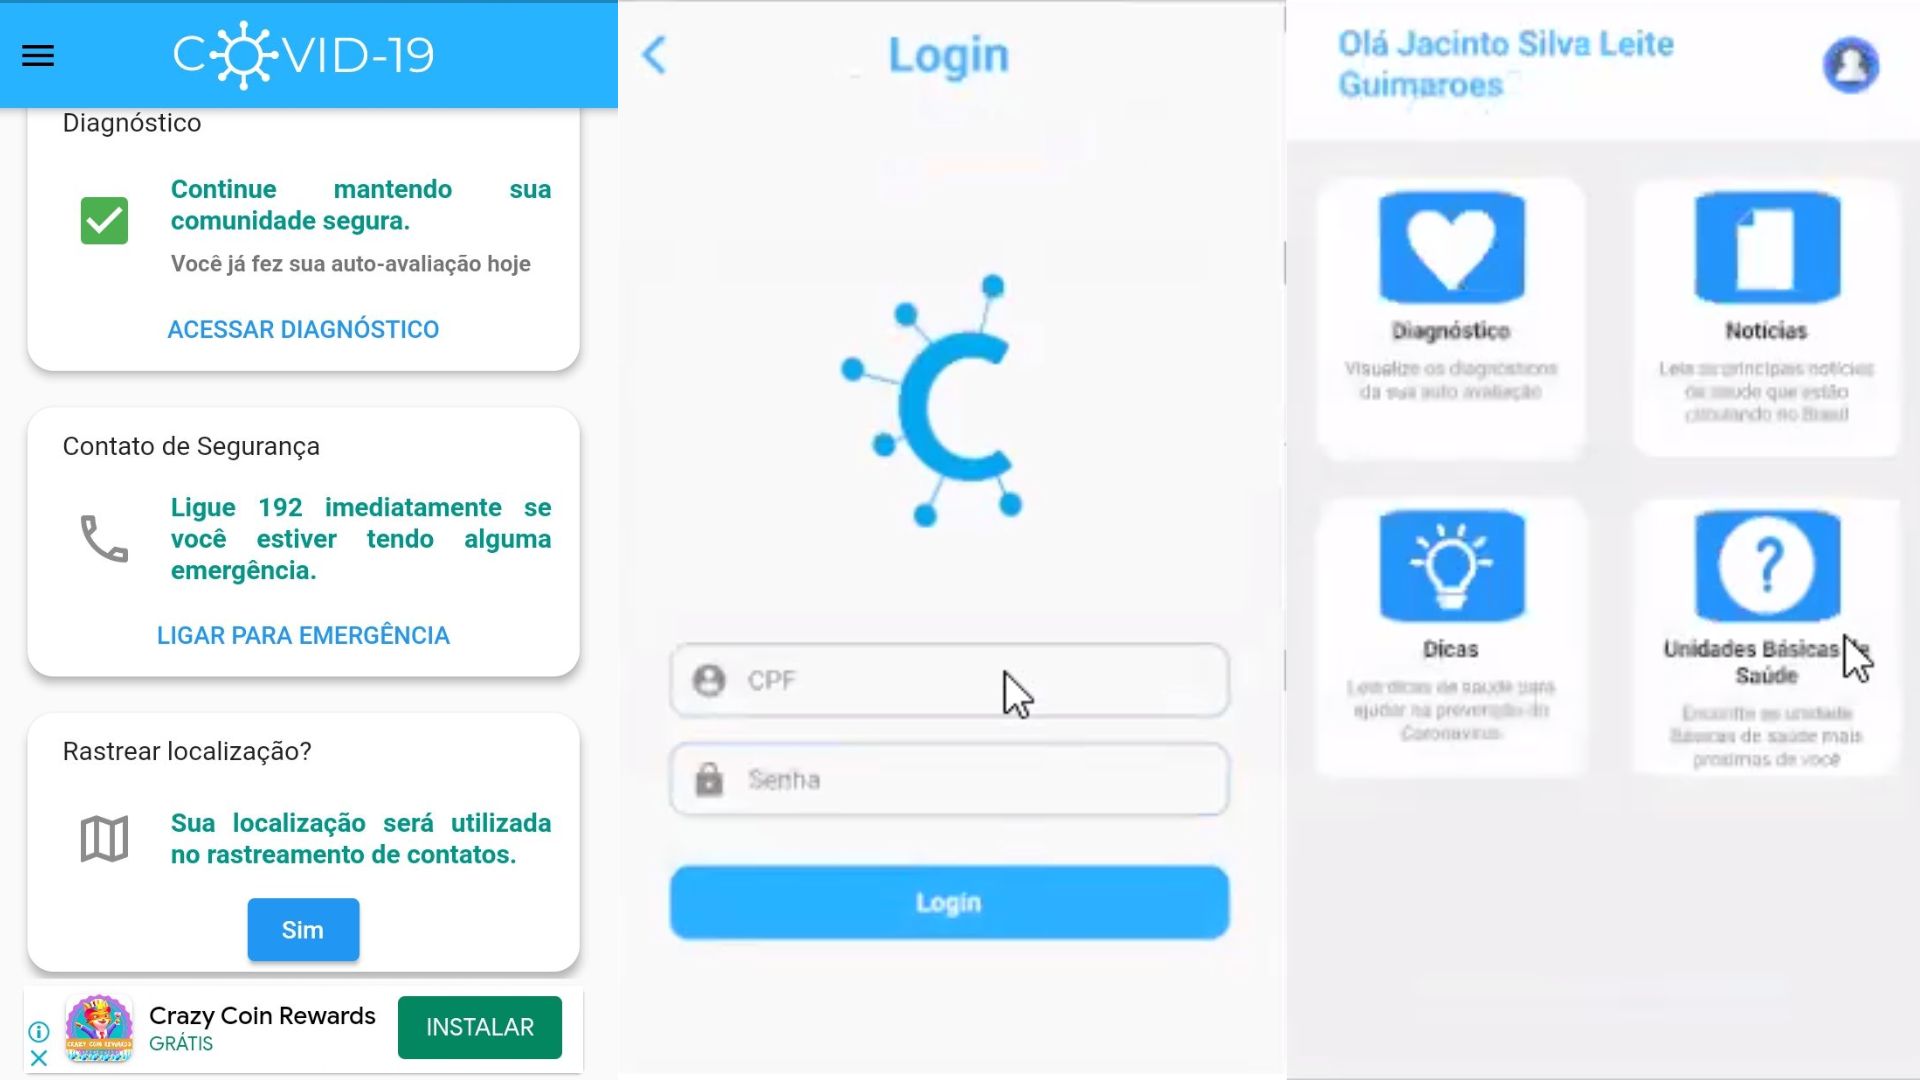 COVID-19
Diagnóstico
Continue mantendo sua
comunidade segura.
Você já fez sua auto-avaliação hoje
ACESSAR DIAGNÓSTICO
Contato de Segurança
Ligue 192 imediatamente se
você estiver tendo alguma
emergência.
LIGAR PARA EMERGÊNCIA
Rastrear localização?
Sua localização será utilizada
no rastreamento de contatos.
Sim
Crazy Coin Rewards
GRÁTIS
INSTALAR
Login
C
CPF
Senha
Login
Olá Jacinto Silva Leite
Guimaroes
Diagnóstico
Visualize os diagnósticos
da sua auto avaliação
Notícias
Leia as principais notícias
de saude que estão
circulando no Brasil
Dicas
Leia dicas de saude para
ajudar na prevenção do
Coronavirus
?
Unidades Básicas
Saúde
Encontre as unidade
Básicas de saúde mais
proximas de você